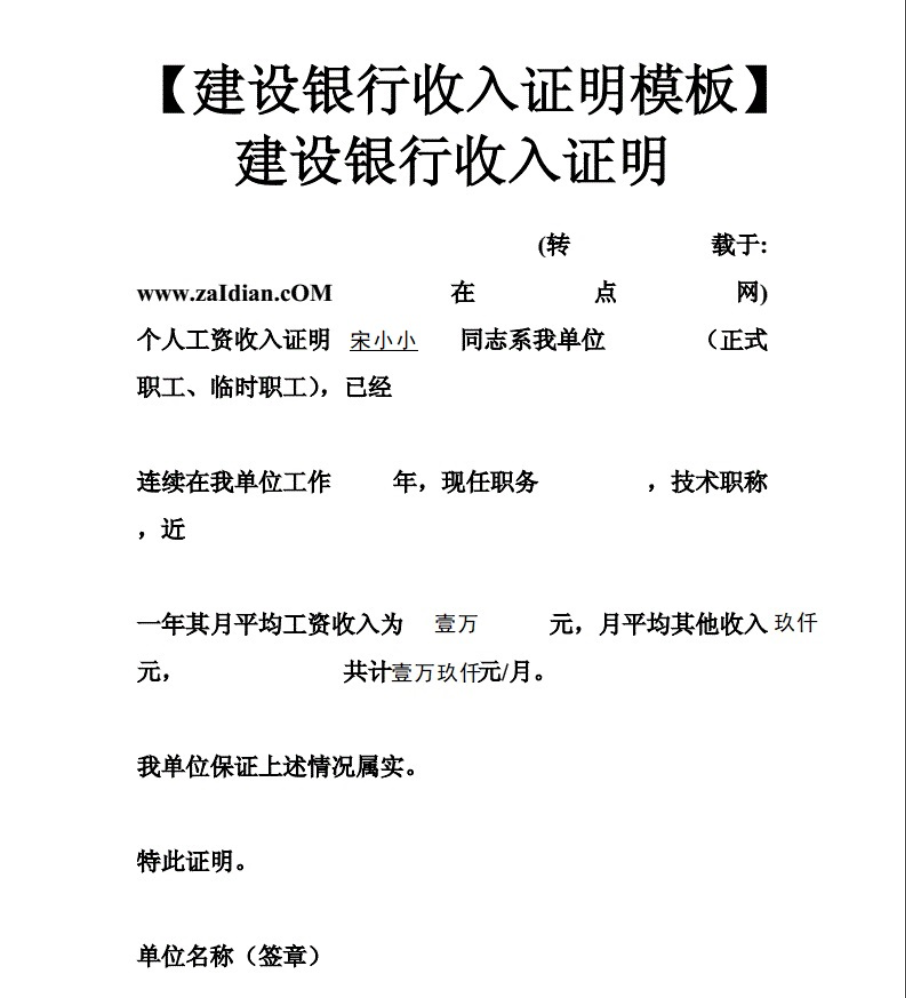 【建设银行收入证明模板】
建设银行收入证明
(转 载于:
www.zaIdian.cOM 在 点 网)
个人工资收入证明 宋小小 同志系我单位 （正式
职工、临时职工），已经
连续在我单位工作 年，现任职务 ，技术职称
，近
一年其月平均工资收入为 壹万 元，月平均其他收入 玖仟
元， 共计壹万玖仟元/月。
我单位保证上述情况属实。
特此证明。
单位名称（签章）